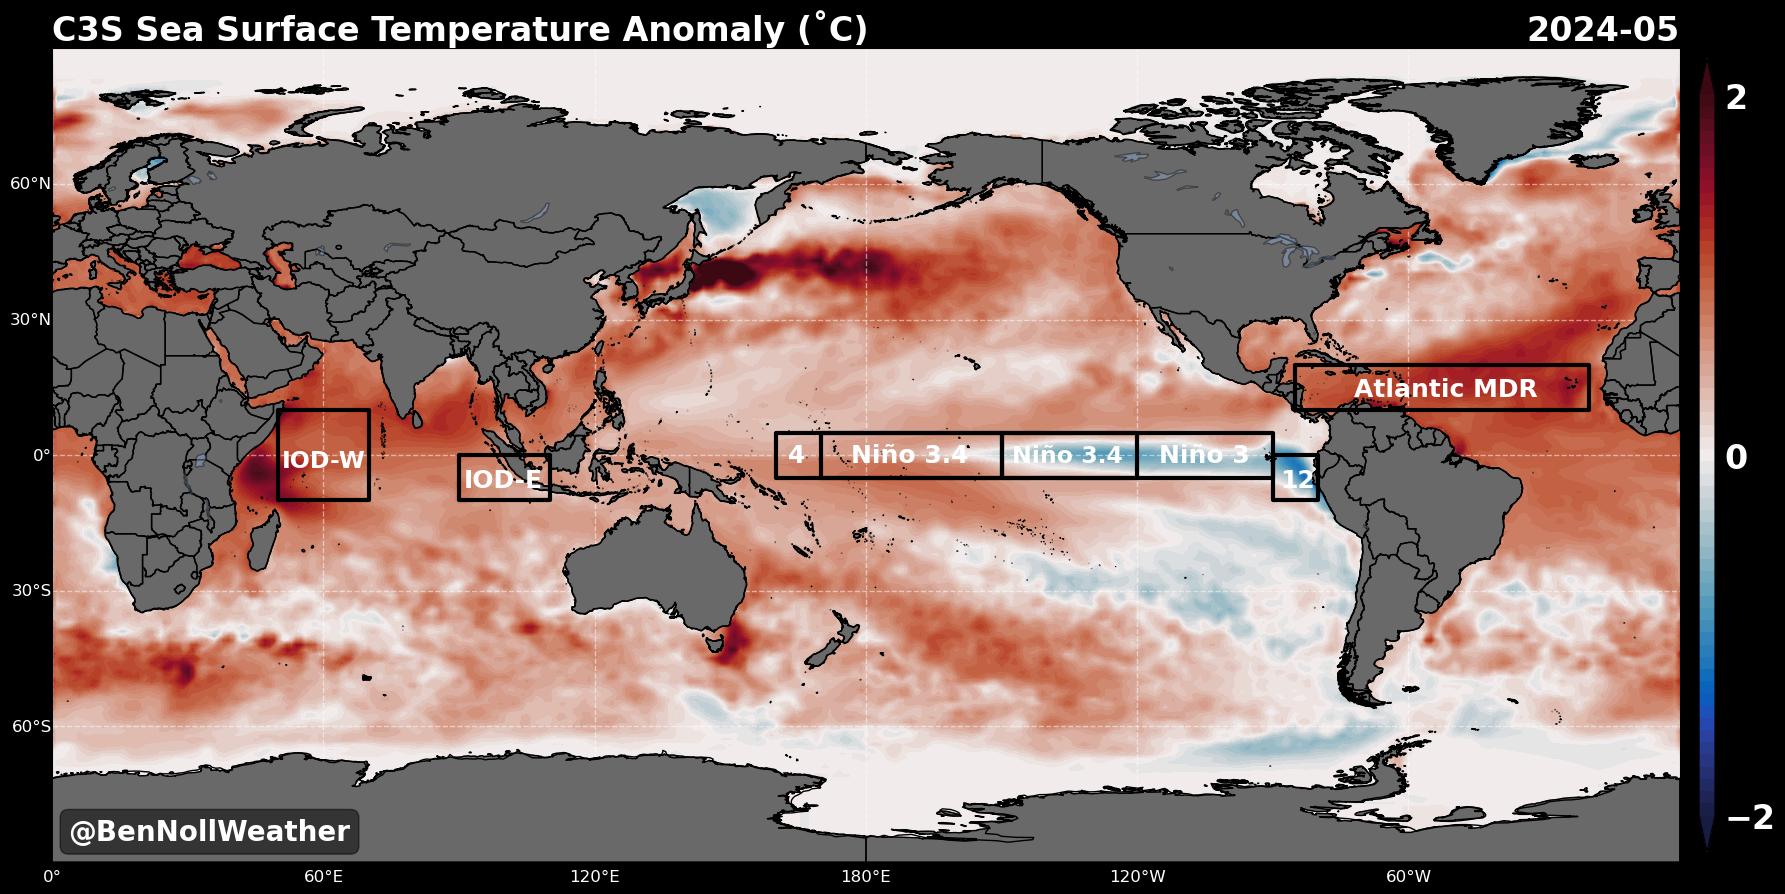 C3S Sea Surface Temperature Anomaly (˚C)
2024-05
2
0
−2
60°N
30°N
0°
30°S
60°S
Atlantic MDR
IOD-W
IOD-E
4
Niño 3.4
Niño 3.4
Niño 3
12
@BenNollWeather
0°
60°E
120°E
180°E
120°W
60°W